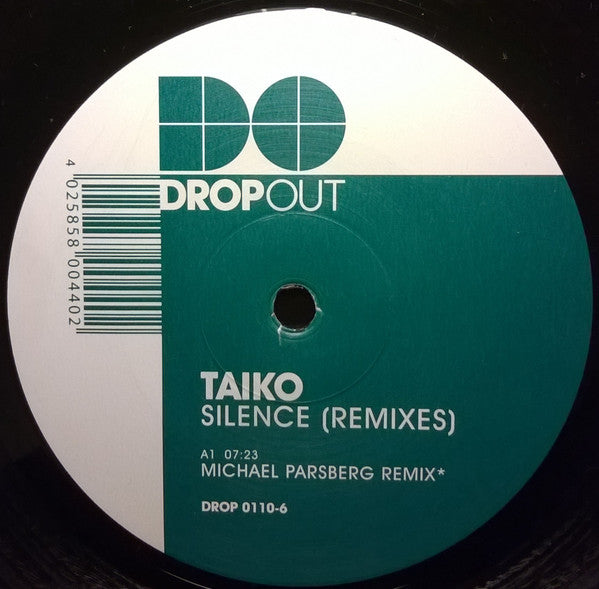 DO
DROPOUT
4 025858 004402
TAIKO
SILENCE (REMIXES)
A1 07:23
MICHAEL PARSBERG REMIX*
DROP 0110-6